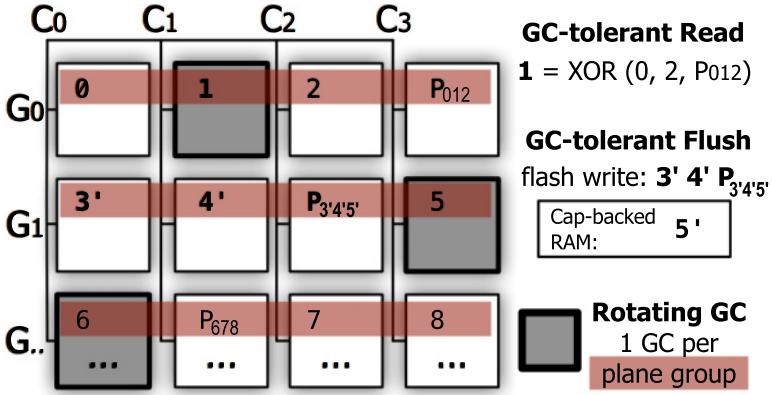 C0 C1 C2 C3
G0 0 1 2 P012
G1 3' 4' P3'4'5' 5
G.. 6 P678 7 8
... ... ... ...
GC-tolerant Read
1 = XOR (0, 2, P012)
GC-tolerant Flush
flash write: 3' 4' P3'4'5'
Cap-backed
RAM: 5'
Rotating GC
1 GC per
plane group